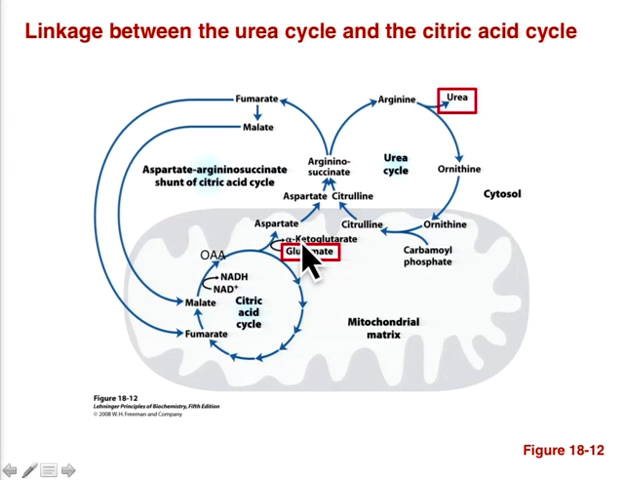 Linkage between the urea cycle and the citric acid cycle
Fumarate
Arginine
Urea
Malate
Aspartate-argininosuccinate
shunt of citric acid cycle
Arginino-
succinate
Urea
cycle
Ornithine
Aspartate
Citrulline
Cytosol
Aspartate
Citrulline
Ornithine
α-Ketoglutarate
OAA
Carbamoyl
phosphate
NADH
NAD+
Malate
Citric
acid
cycle
Mitochondrial
matrix
Fumarate
Figure 18-12
Lehninger Principles of Biochemistry, Fifth Edition
© 2008 W. H. Freeman and Company
Figure 18-12